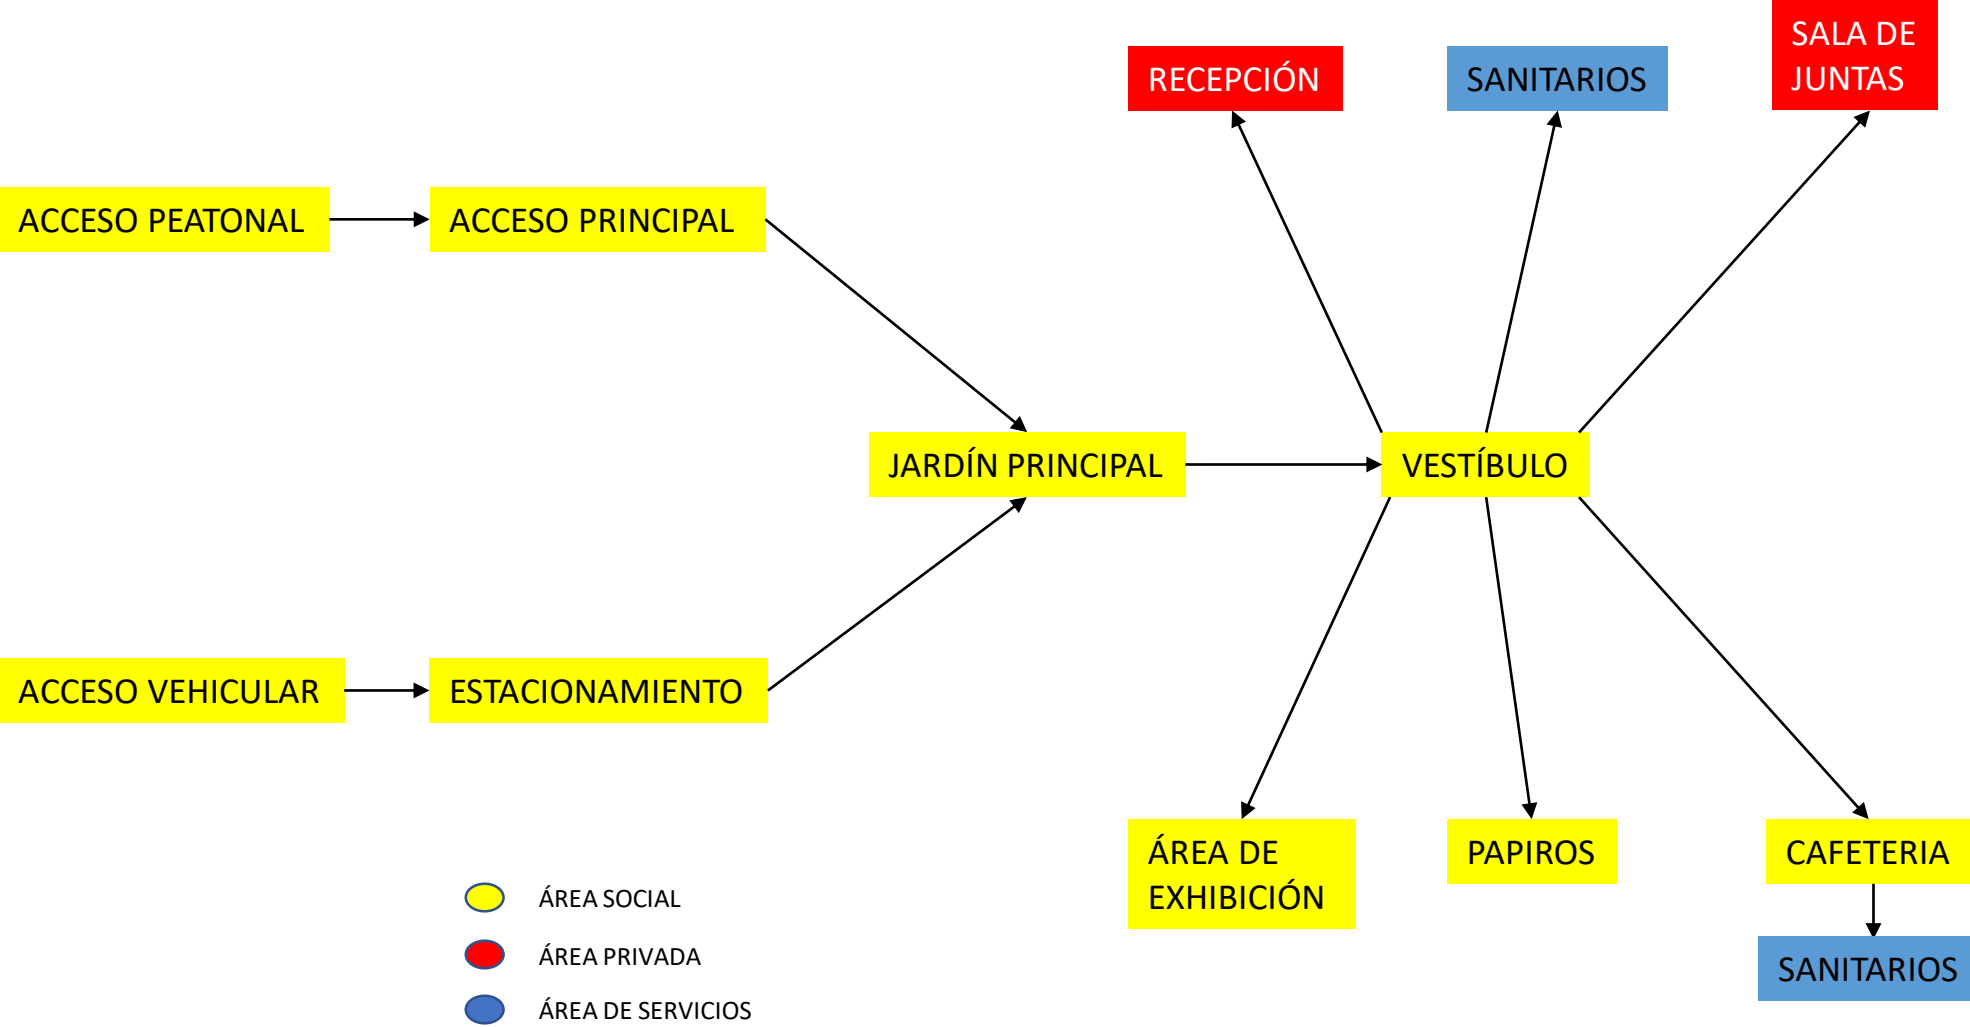 SALA DE
JUNTAS
RECEPCIÓN
SANITARIOS
ACCESO PEATONAL
ACCESO PRINCIPAL
JARDÍN PRINCIPAL
VESTÍBULO
ACCESO VEHICULAR
ESTACIONAMIENTO
ÁREA DE
EXHIBICIÓN
PAPIROS
CAFETERIA
SANITARIOS
ÁREA SOCIAL
ÁREA PRIVADA
ÁREA DE SERVICIOS